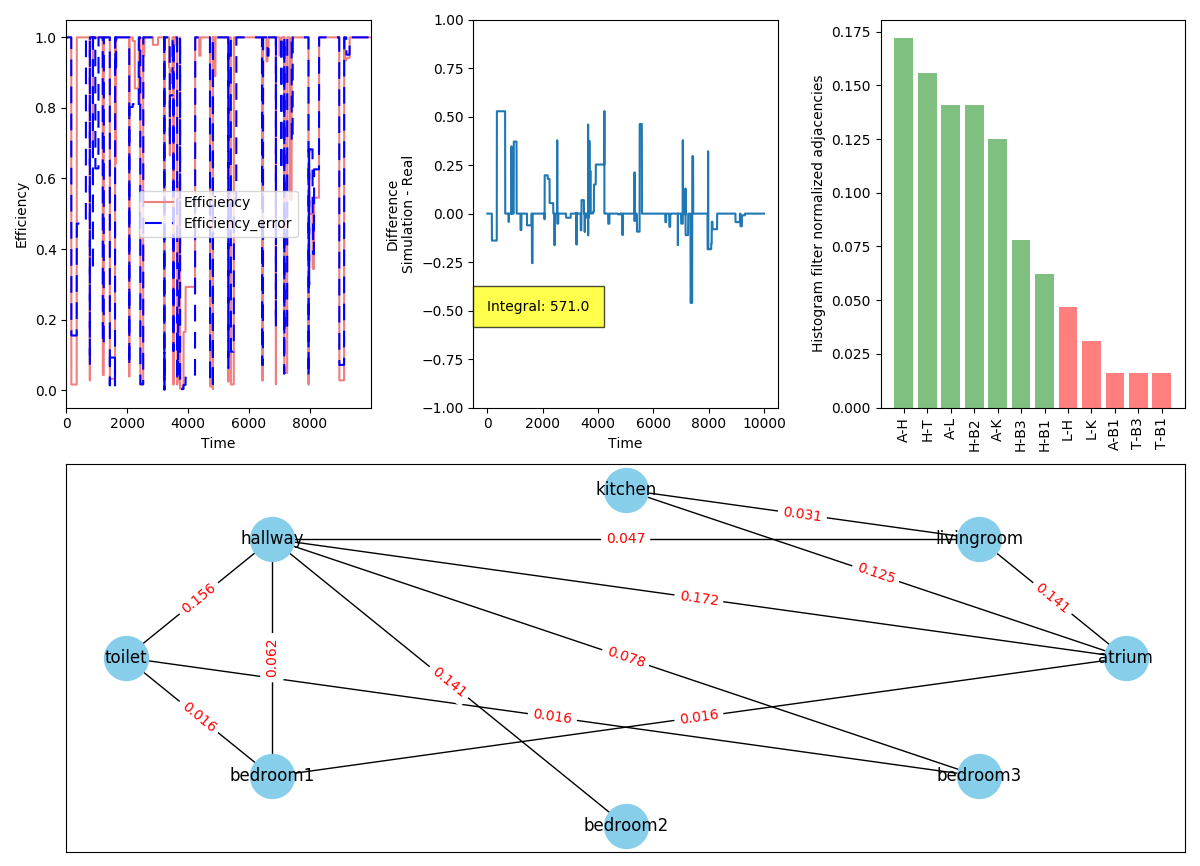 Efficiency
1.0
0.8
0.6
0.4
0.2
0.0
Efficiency
Efficiency_error
0 2000 4000 6000 8000
Time
Difference
Simulation - Real
1.00
0.75
0.50
0.25
0.00
−0.25
−0.50
−0.75
−1.00
Integral: 571.0
0 2000 4000 6000 8000 10000
Time
Histogram filter normalized adjacencies
0.175
0.150
0.125
0.100
0.075
0.050
0.025
0.000
A-H H-T A-L H-B2 A-K H-B3 H-B1 L-H L-K A-B1 T-B3 T-B1
kitchen
0.031
hallway
0.047
livingroom
0.125
0.156
0.172
0.141
toilet
0.062
0.078
atrium
0.141
0.016
0.016
0.016
bedroom1
bedroom3
bedroom2